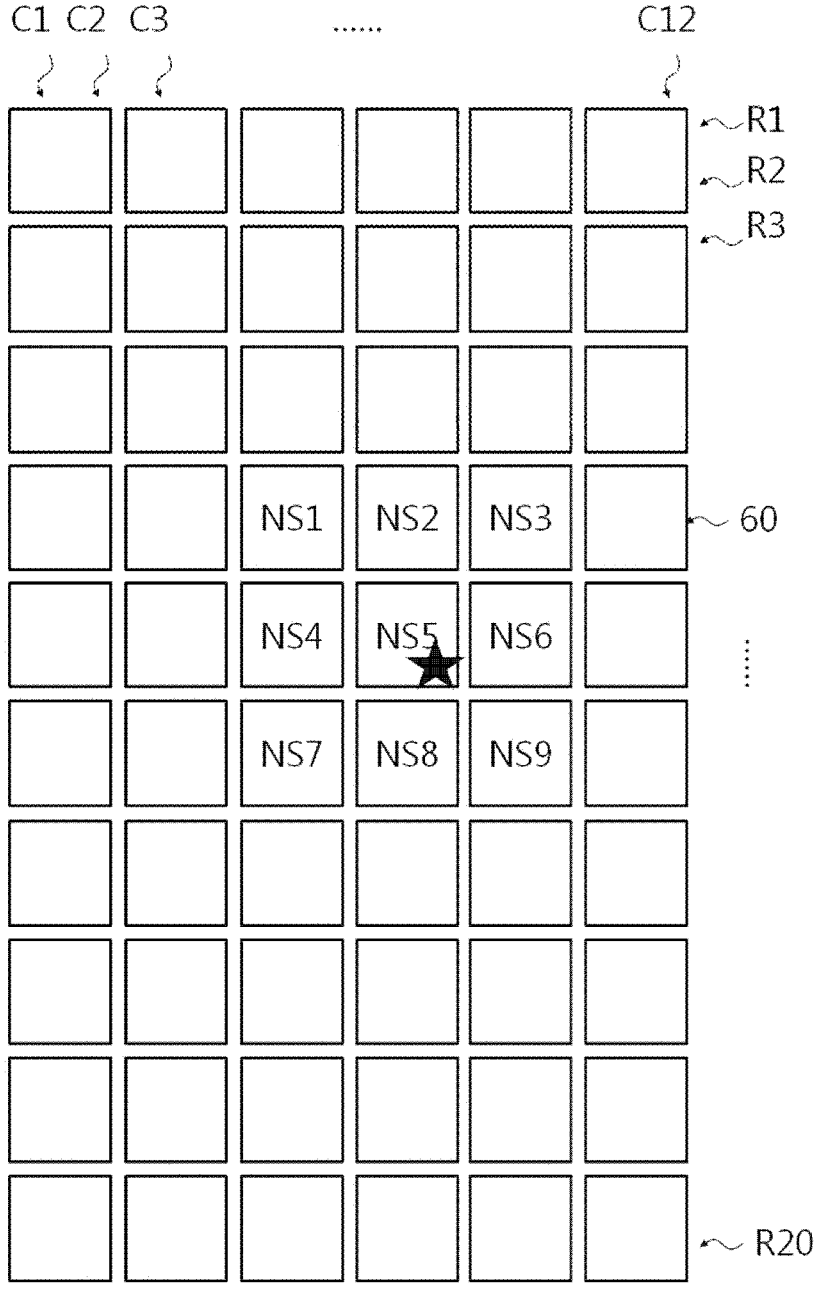 C1 C2 C3 ...... C12
R1
R2
R3
NS1 NS2 NS3 60
NS4 NS5 NS6 ......
NS7 NS8 NS9
R20